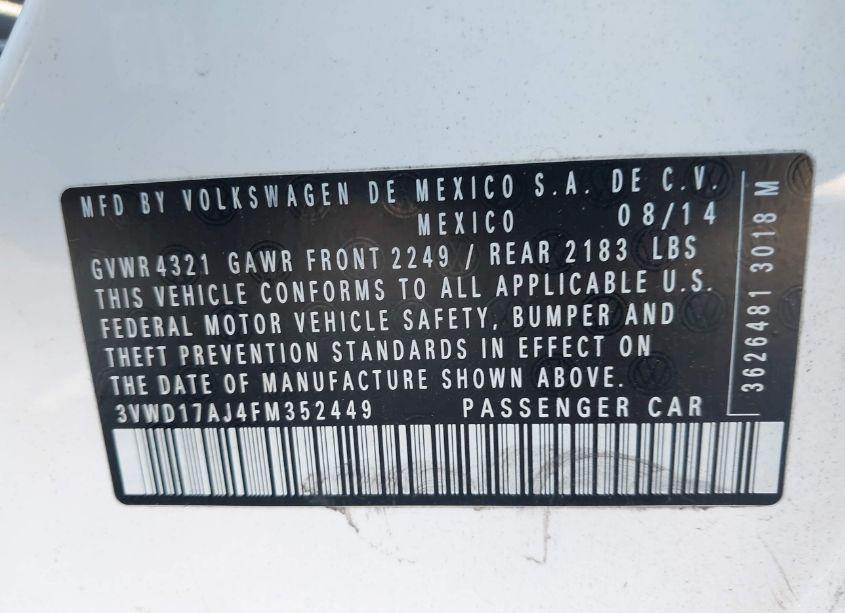 MFD BY VOLKSWAGEN DE MEXICO S.A. DE C.V.
MEXICO 08/14
GVWR 4321 GAWR FRONT 2249 / REAR 2183 LBS
THIS VEHICLE CONFORMS TO ALL APPLICABLE U.S.
FEDERAL MOTOR VEHICLE SAFETY, BUMPER AND
THEFT PREVENTION STANDARDS IN EFFECT ON
THE DATE OF MANUFACTURE SHOWN ABOVE.
3VWD17AJ4FM352449 PASSENGER CAR
3626481 3018 M